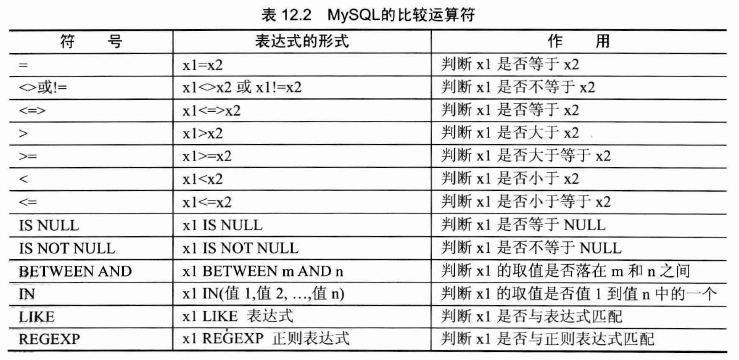 表 12.2 MySQL的比较运算符
符 号 表达式的形式 作 用
= x1=x2 判断 x1 是否等于 x2
<>或!= x1<>x2 或 x1!=x2 判断 x1 是否不等于 x2
<=> x1<=>x2 判断 x1 是否等于 x2
> x1>x2 判断 x1 是否大于 x2
>= x1>=x2 判断 x1 是否大于等于 x2
< x1<x2 判断 x1 是否小于 x2
<= x1<=x2 判断 x1 是否小于等于 x2
IS NULL x1 IS NULL 判断 x1 是否等于 NULL
IS NOT NULL x1 IS NOT NULL 判断 x1 是否不等于 NULL
BETWEEN AND x1 BETWEEN m AND n 判断 x1 的取值是否落在 m 和 n 之间
IN x1 IN(值 1,值 2, …,值 n) 判断 x1 的取值是否值 1 到值 n 中的一个
LIKE x1 LIKE 表达式 判断 x1 是否与表达式匹配
REGEXP x1 REGEXP 正则表达式 判断 x1 是否与正则表达式匹配